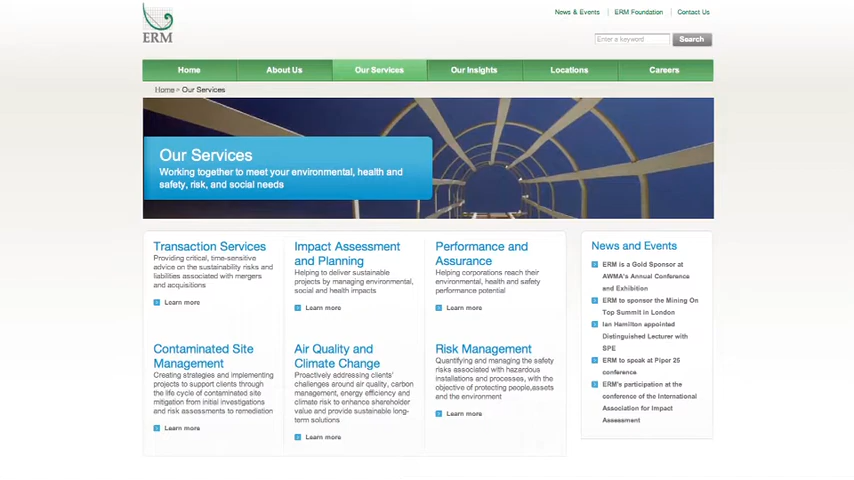 ERM
News & Events
ERM Foundation
Contact Us
Enter a keyword
Search
Home
About Us
Our Services
Our Insights
Locations
Careers
Home > Our Services
Our Services
Working together to meet your environmental, health and
safety, risk, and social needs
Transaction Services
Providing critical, time-sensitive
advice on the sustainability risks and
liabilities associated with mergers
and acquisitions
Learn more
Impact Assessment
and Planning
Helping to deliver sustainable
projects by managing environmental,
social and health impacts
Learn more
Performance and
Assurance
Helping corporations reach their
environmental, health and safety
performance potential
Learn more
Contaminated Site
Management
Creating strategies and implementing
projects to support clients through
the life cycle of contaminated site
mitigation from initial investigations
and risk assessments to remediation
Learn more
Air Quality and
Climate Change
Proactively addressing clients'
challenges around air quality, carbon
management, energy efficiency and
climate risk to enhance shareholder
value and provide sustainable long-
term solutions
Learn more
Risk Management
Quantifying and managing the safety
risks associated with hazardous
installations and processes, with the
objective of protecting people,assets
and the environment
Learn more
News and Events
ERM is a Gold Sponsor at
AWMA's Annual Conference
and Exhibition
ERM to sponsor the Mining On
Top Summit in London
Ian Hamilton appointed
Distinguished Lecturer with
SPE
ERM to speak at Pipor 25
conference
ERM's participation at the
conference of the International
Association for Impact
Assessment